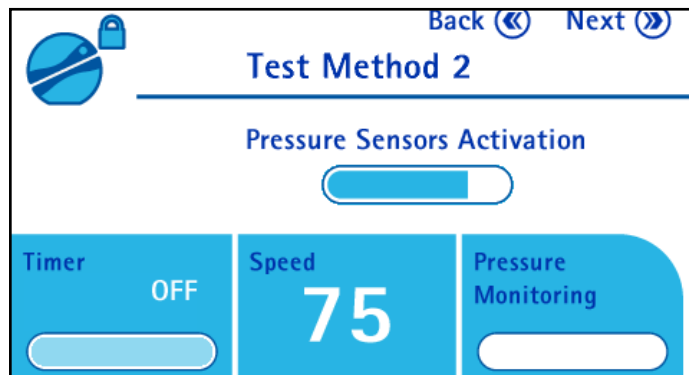 Back Next
Test Method 2
Pressure Sensors Activation
Timer
OFF
Speed
75
Pressure
Monitoring